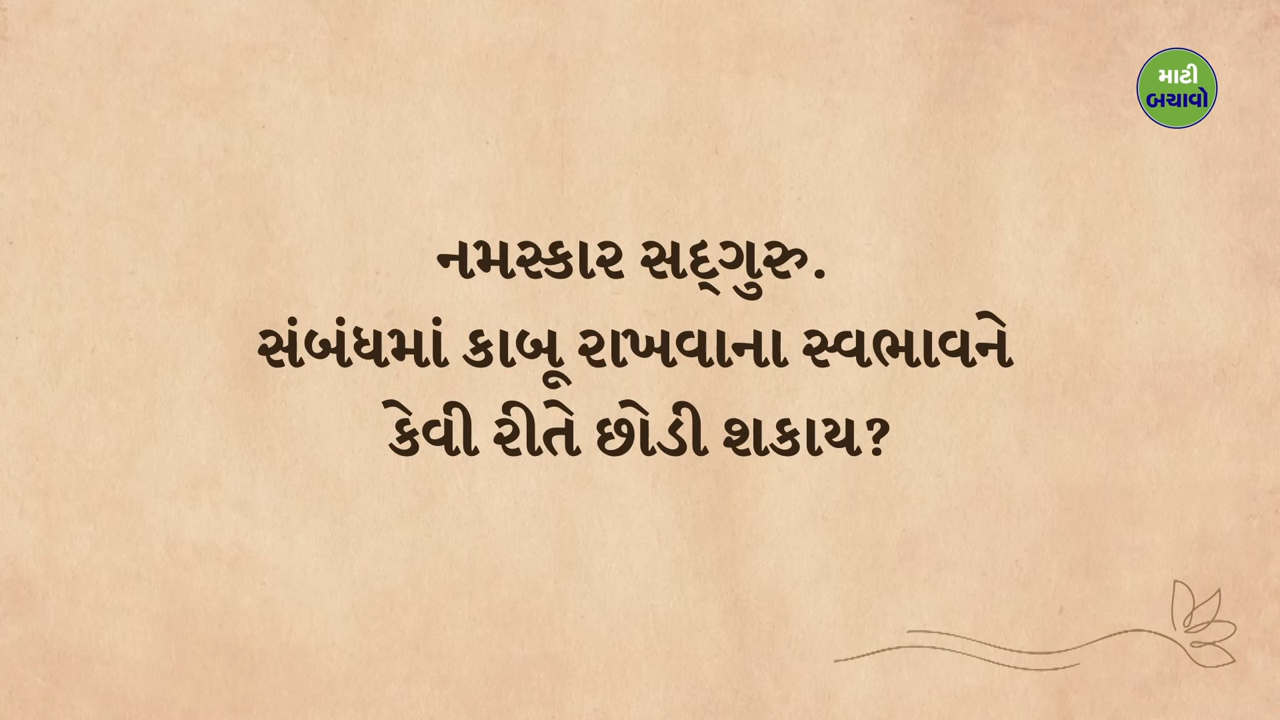 માટી
બચાવો
નમસ્કાર સદ્‌ગુરુ.
સંબંધમાં કાબૂ રાખવાના સ્વભાવને
કેવી રીતે છોડી શકાય?